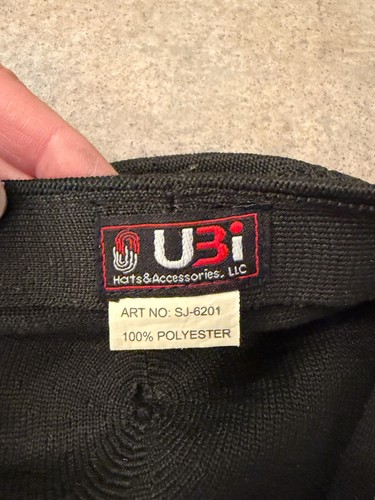 UBi
Hats&Accessories. LLC
ART NO: SJ-6201
100% POLYESTER